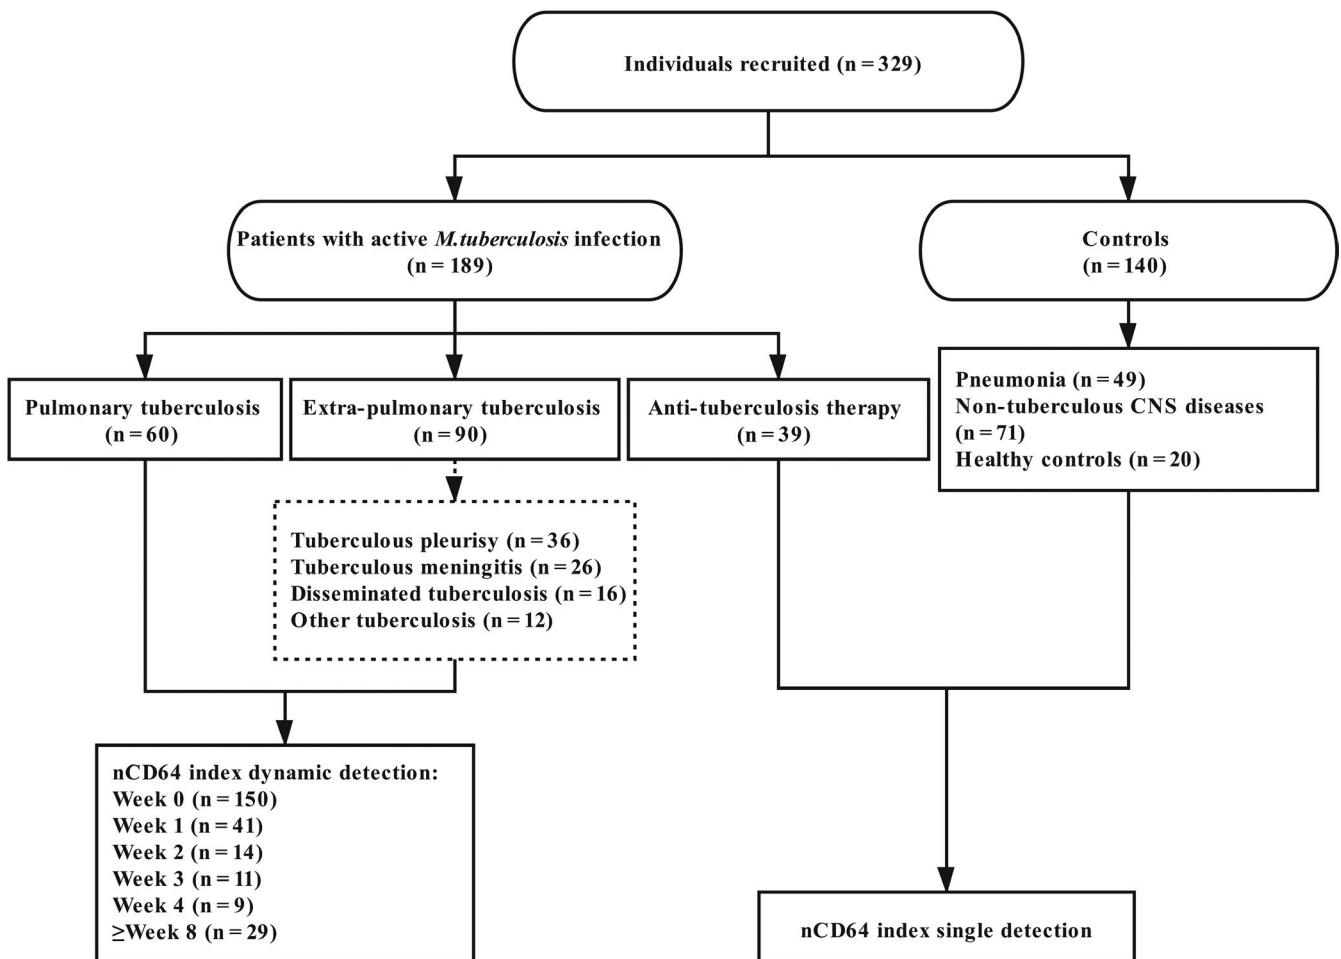 Individuals recruited (n = 329)
Patients with active M.tuberculosis infection
(n = 189)
Controls
(n = 140)
Pulmonary tuberculosis
(n = 60)
Extra-pulmonary tuberculosis
(n = 90)
Anti-tuberculosis therapy
(n = 39)
Pneumonia (n = 49)
Non-tuberculous CNS diseases
(n = 71)
Healthy controls (n = 20)
Tuberculous pleurisy (n = 36)
Tuberculous meningitis (n = 26)
Disseminated tuberculosis (n = 16)
Other tuberculosis (n = 12)
nCD64 index dynamic detection:
Week 0 (n = 150)
Week 1 (n = 41)
Week 2 (n = 14)
Week 3 (n = 11)
Week 4 (n = 9)
≥Week 8 (n = 29)
nCD64 index single detection